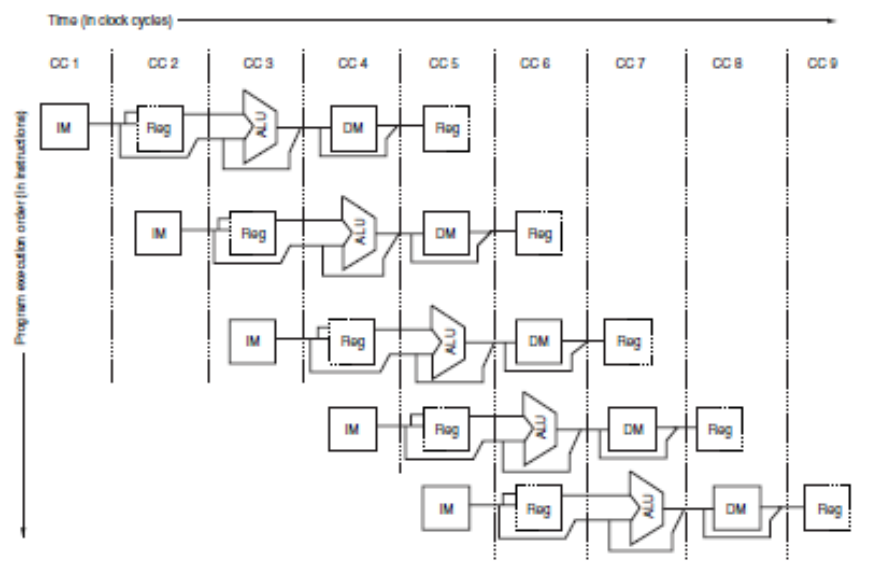 Time (in clock cycles)
CC 1 CC 2 CC 3 CC 4 CC 5 CC 6 CC 7 CC 8 CC 9
Program execution order (in instructions)
IM Reg ALU DM Reg
IM Reg ALU DM Reg
IM Reg ALU DM Reg
IM Reg ALU DM Reg
IM Reg ALU DM Reg